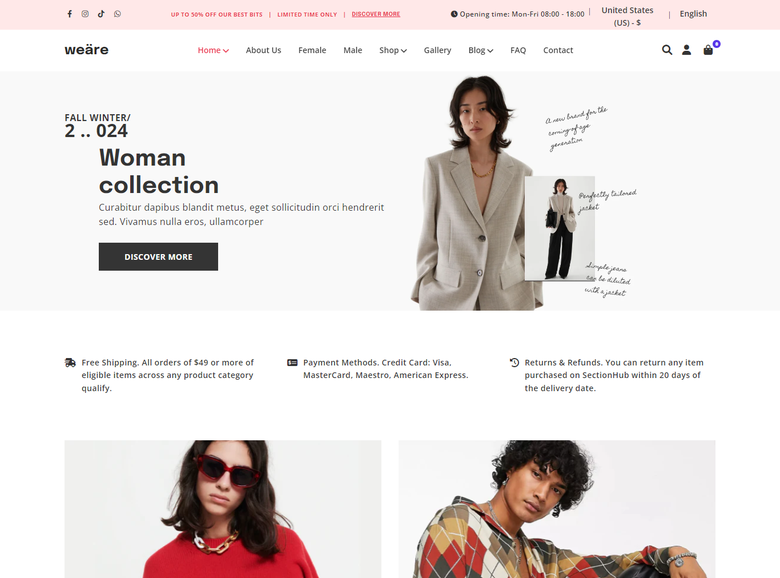 UP TO 50% OFF OUR BEST BITS | LIMITED TIME ONLY | DISCOVER MORE
Opening time: Mon-Fri 08:00 - 18:00 | United States (US) - $ | English
weäre
Home About Us Female Male Shop Gallery Blog FAQ Contact
0
FALL WINTER/
2 .. 024
Woman
collection
Curabitur dapibus blandit metus, eget sollicitudin orci hendrerit
sed. Vivamus nulla eros, ullamcorper
DISCOVER MORE
A new brand for the
coming-of-age
generation
Perfectly tailored
jacket
Simple jeans
can be diluted
with a jacket
Free Shipping. All orders of $49 or more of
eligible items across any product category
qualify.
Payment Methods. Credit Card: Visa,
MasterCard, Maestro, American Express.
Returns & Refunds. You can return any item
purchased on SectionHub within 20 days of
the delivery date.